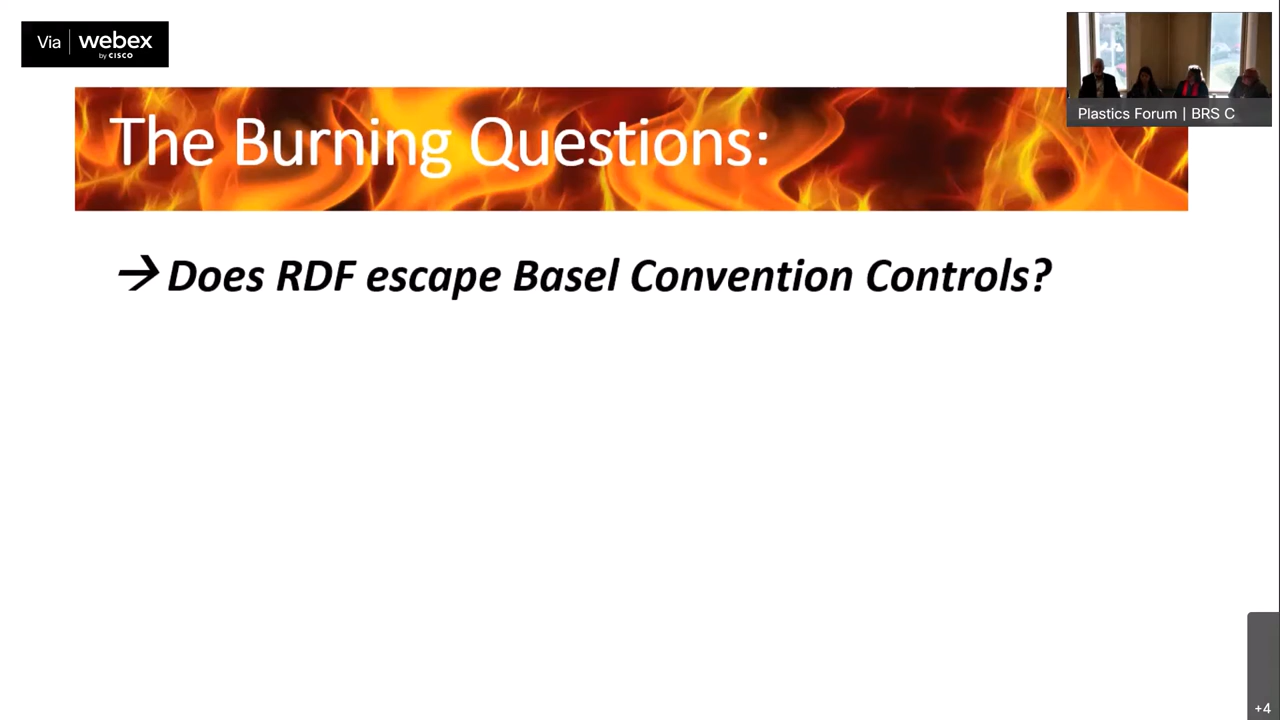 Via webex
by CISCO
Plastics Forum | BRS C
The Burning Questions:
→ Does RDF escape Basel Convention Controls?
+4